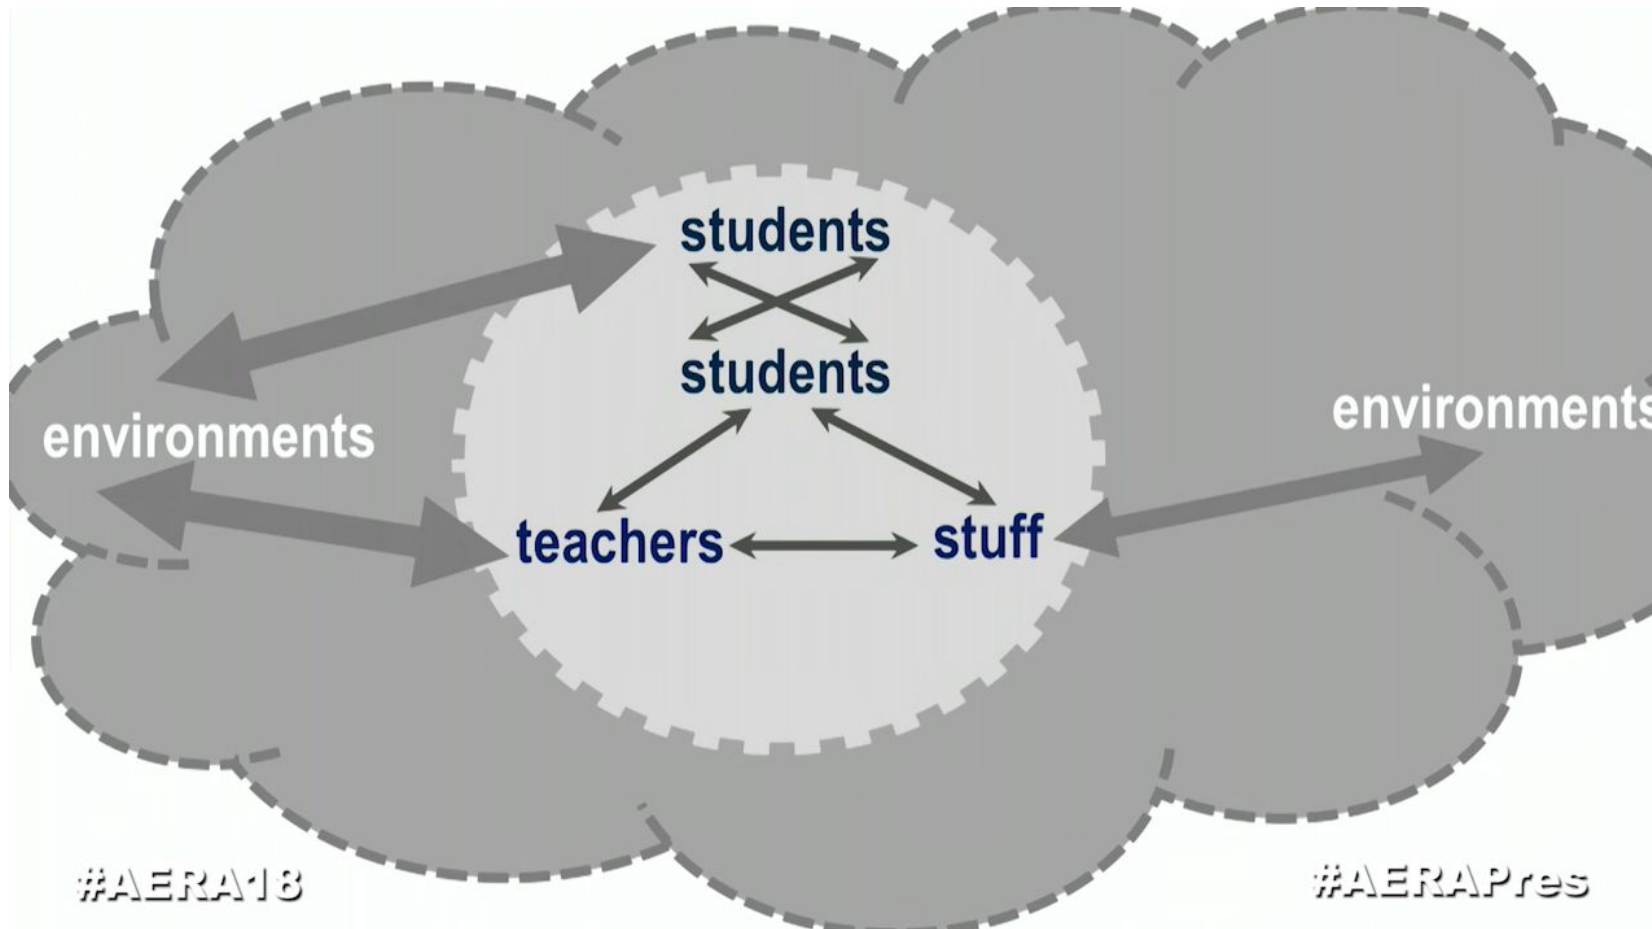 students
students
environments
environments
teachers
stuff
#AERA18
#AERAPres